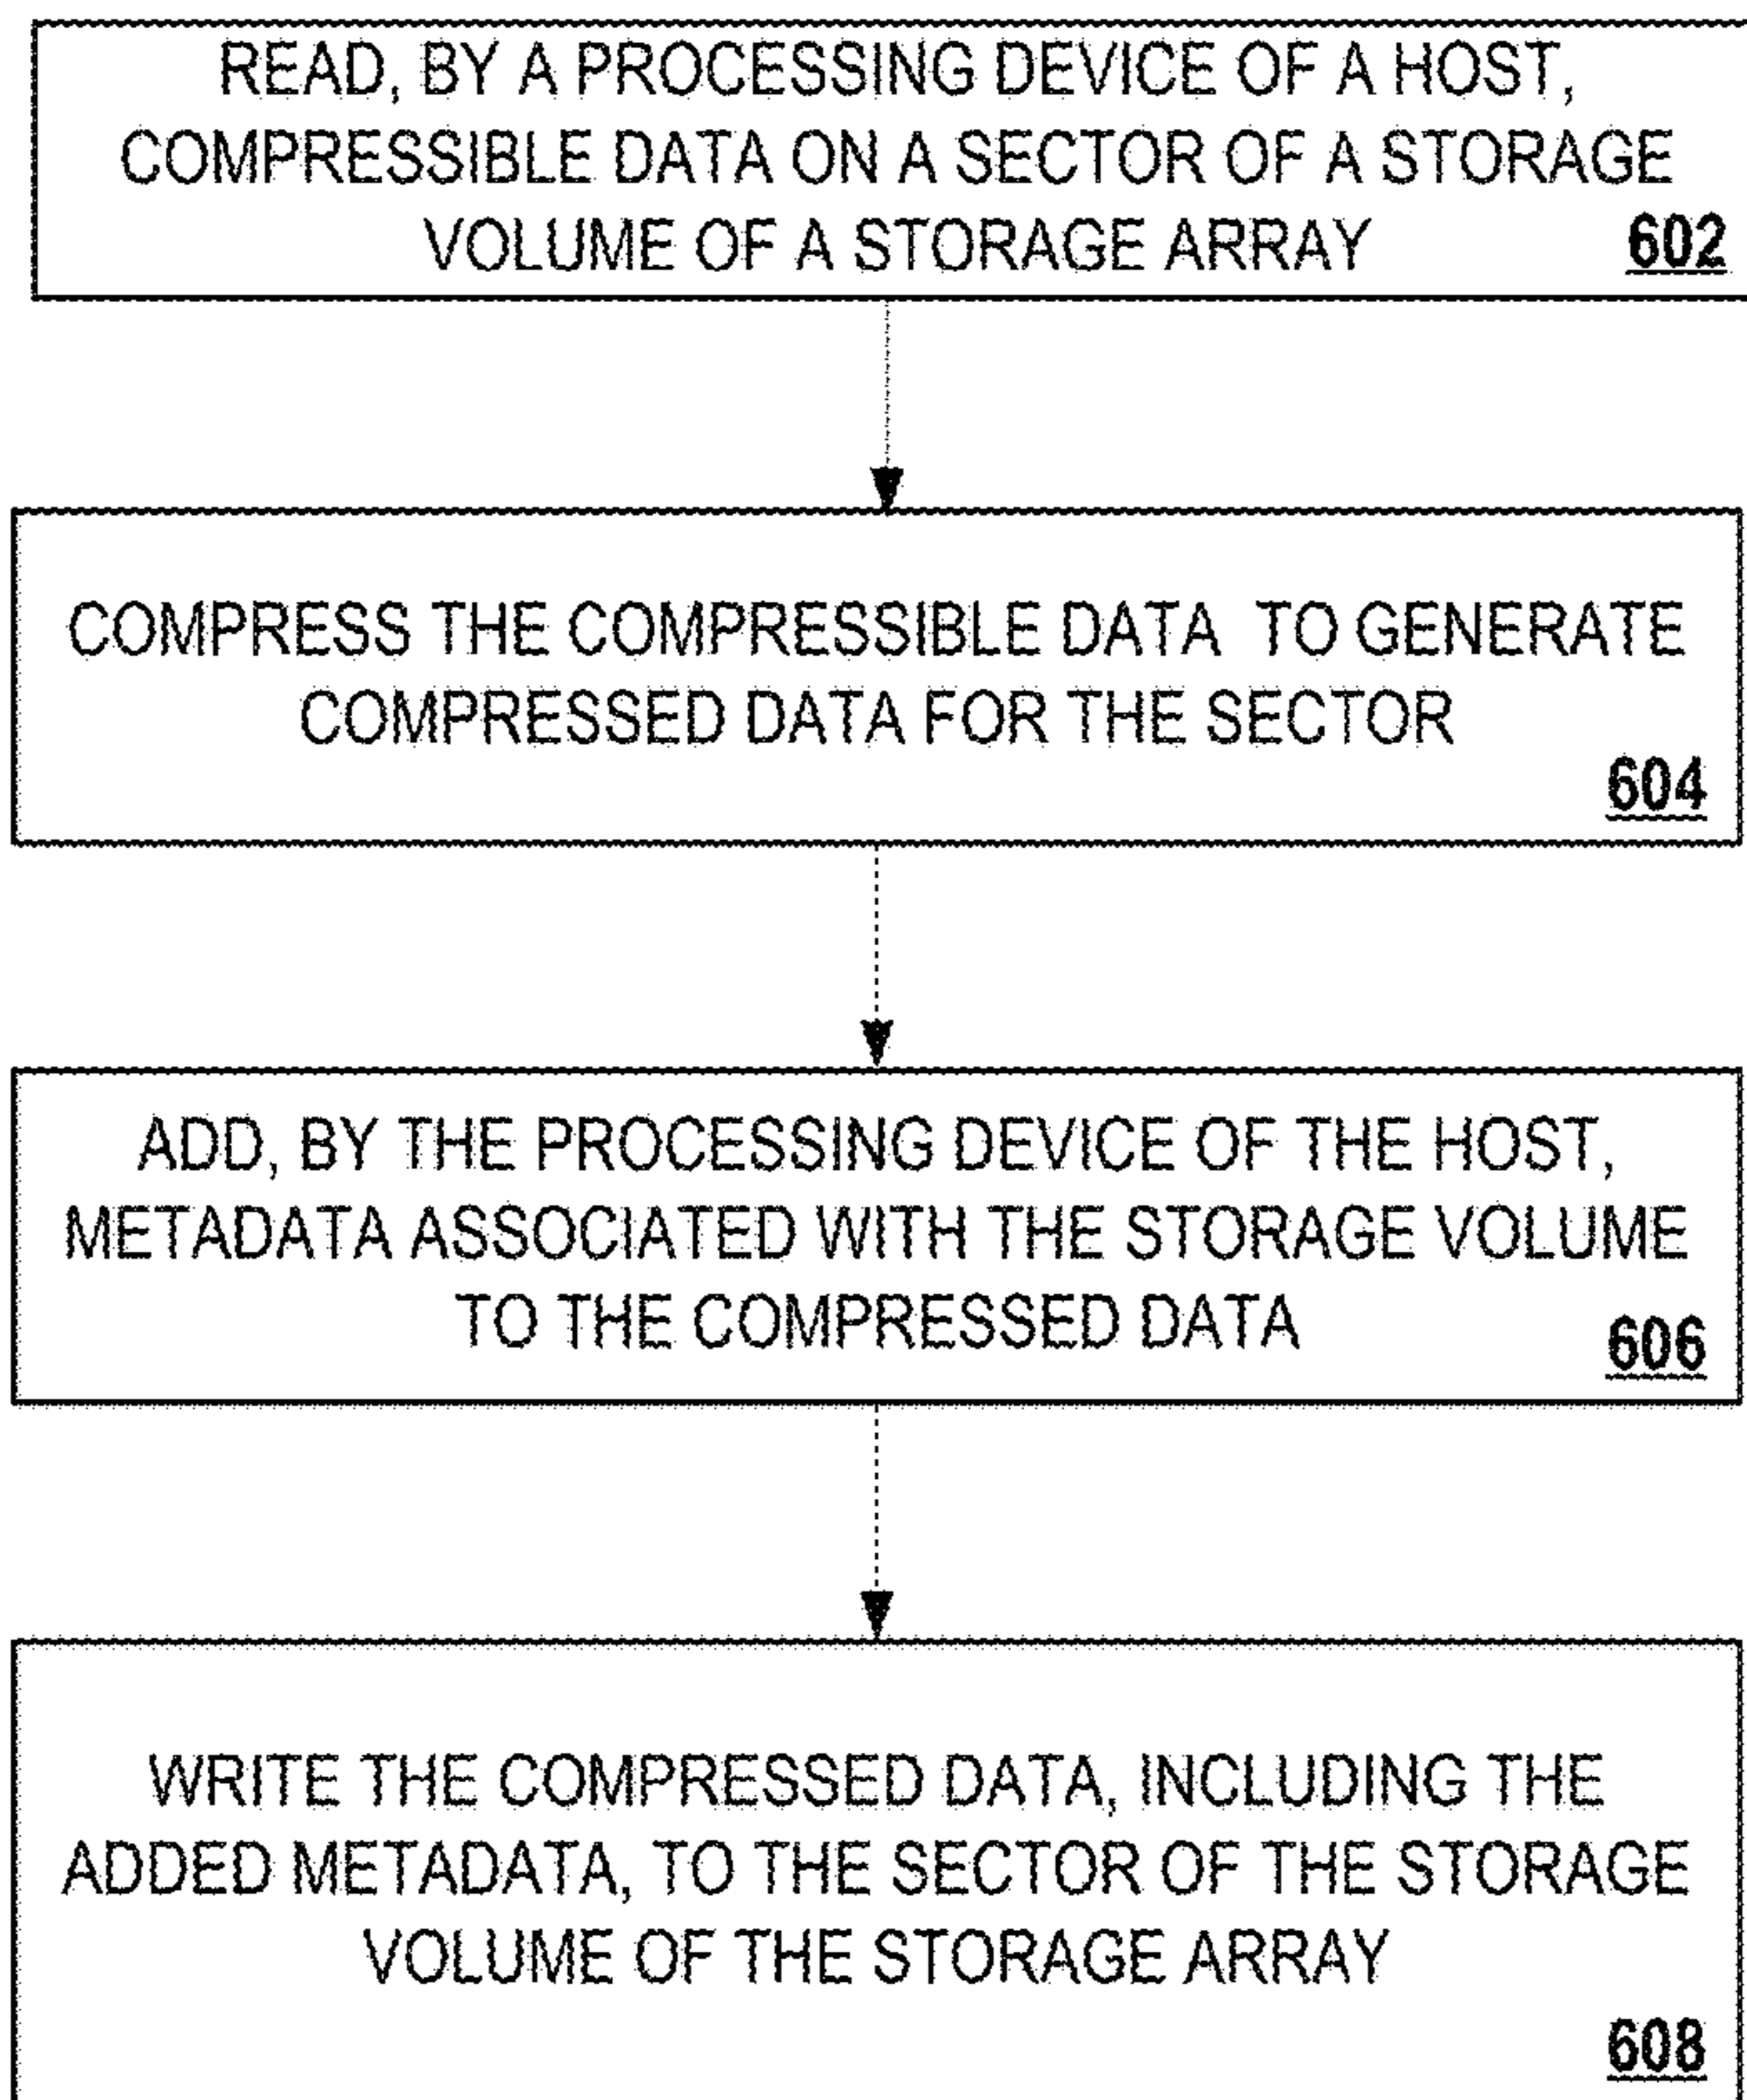 READ, BY A PROCESSING DEVICE OF A HOST,
COMPRESSIBLE DATA ON A SECTOR OF A STORAGE
VOLUME OF A STORAGE ARRAY
602
COMPRESS THE COMPRESSIBLE DATA TO GENERATE
COMPRESSED DATA FOR THE SECTOR
604
ADD, BY THE PROCESSING DEVICE OF THE HOST,
METADATA ASSOCIATED WITH THE STORAGE VOLUME
TO THE COMPRESSED DATA
606
WRITE THE COMPRESSED DATA, INCLUDING THE
ADDED METADATA, TO THE SECTOR OF THE STORAGE
VOLUME OF THE STORAGE ARRAY
608